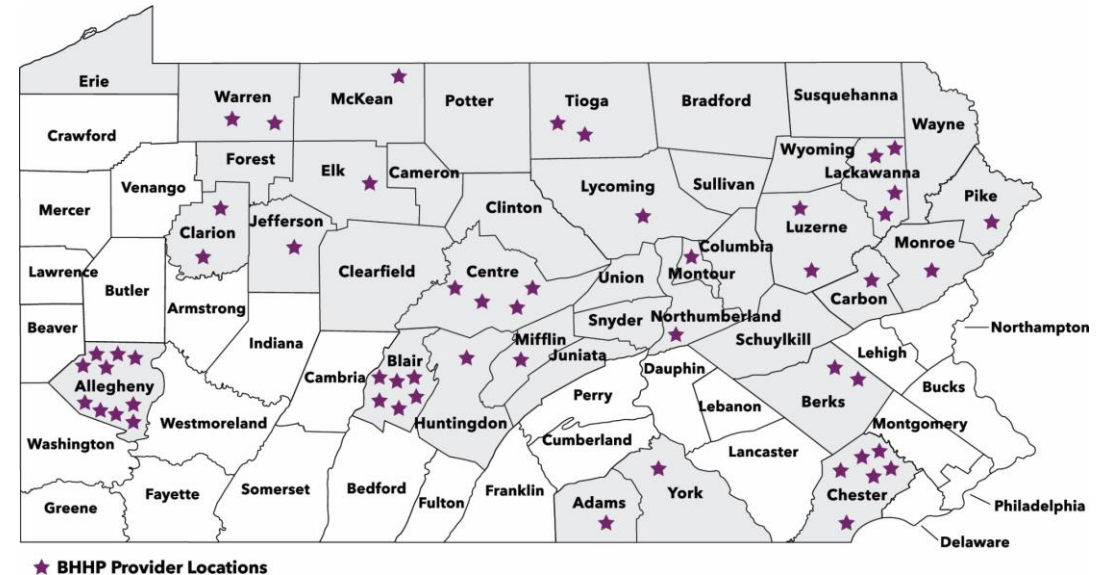 Erie
Warren
McKean
Potter
Tioga
Bradford
Susquehanna
Wayne
Crawford
Forest
Elk
Cameron
Wyoming
Lackawanna
Pike
Venango
Mercer
Clarion
Jefferson
Clinton
Lycoming
Sullivan
Luzerne
Monroe
Lawrence
Butler
Clearfield
Centre
Union
Montour
Columbia
Carbon
Armstrong
Beaver
Indiana
Snyder
Northumberland
Schuylkill
Northampton
Allegheny
Cambria
Blair
Mifflin
Juniata
Dauphin
Lehigh
Bucks
Westmoreland
Huntingdon
Perry
Lebanon
Berks
Montgomery
Washington
Cumberland
Lancaster
Greene
Fayette
Somerset
Bedford
Fulton
Franklin
Adams
York
Chester
Philadelphia
Delaware
BHHP Provider Locations